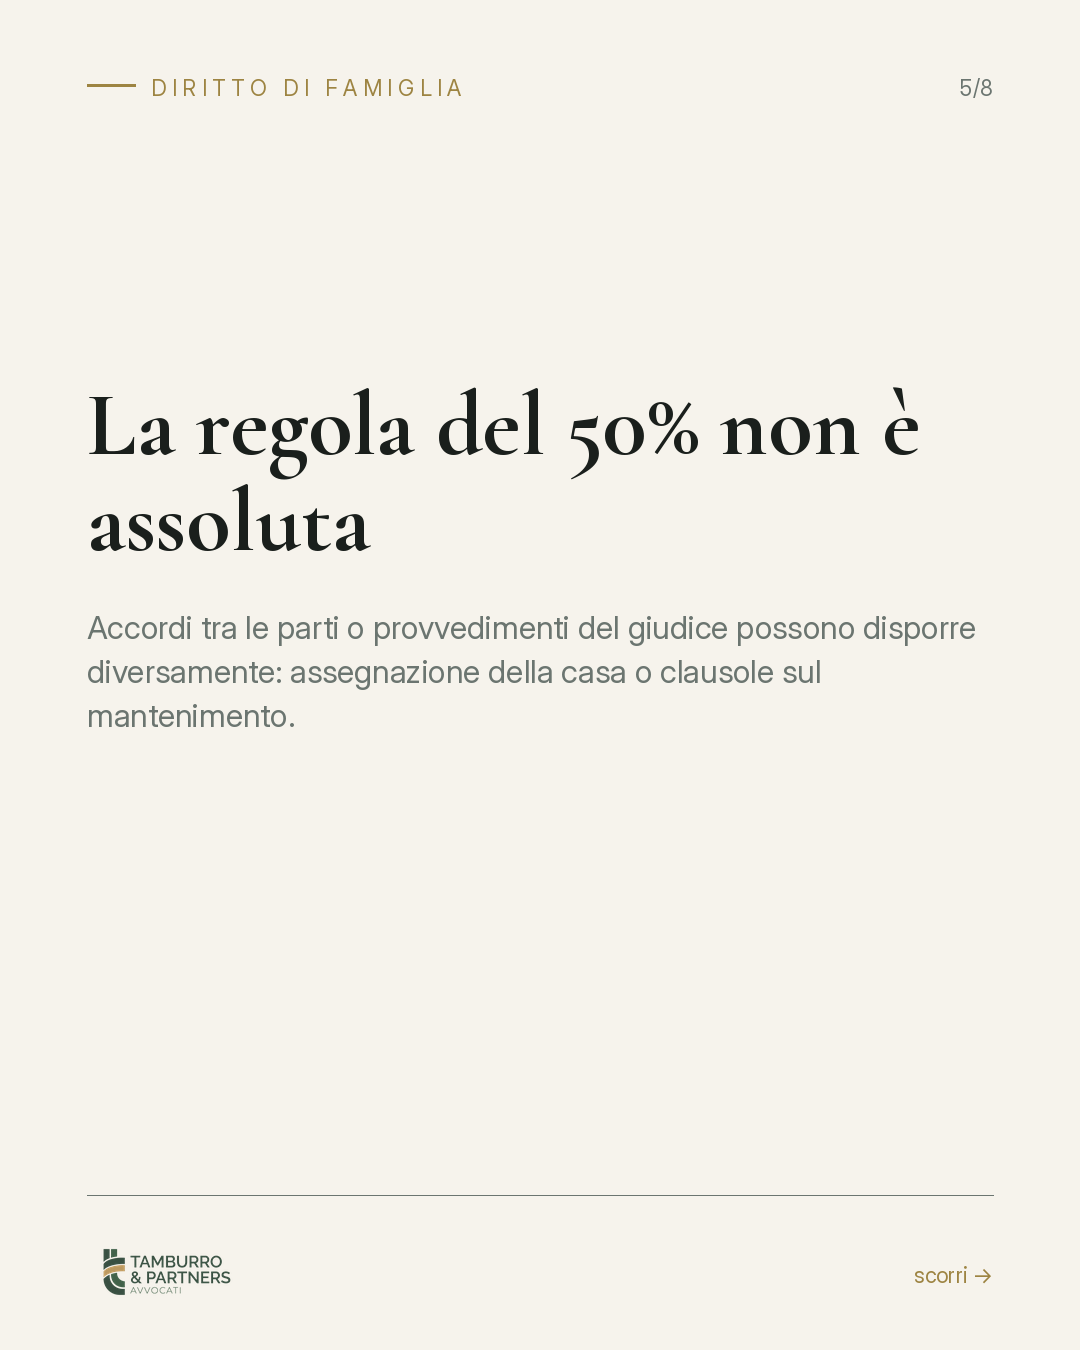 DIRITTO DI FAMIGLIA
5/8
La regola del 50% non è
assoluta
Accordi tra le parti o provvedimenti del giudice possono disporre
diversamente: assegnazione della casa o clausole sul
mantenimento.
TAMBURRO
& PARTNERS
AVVOCATI
scorri →